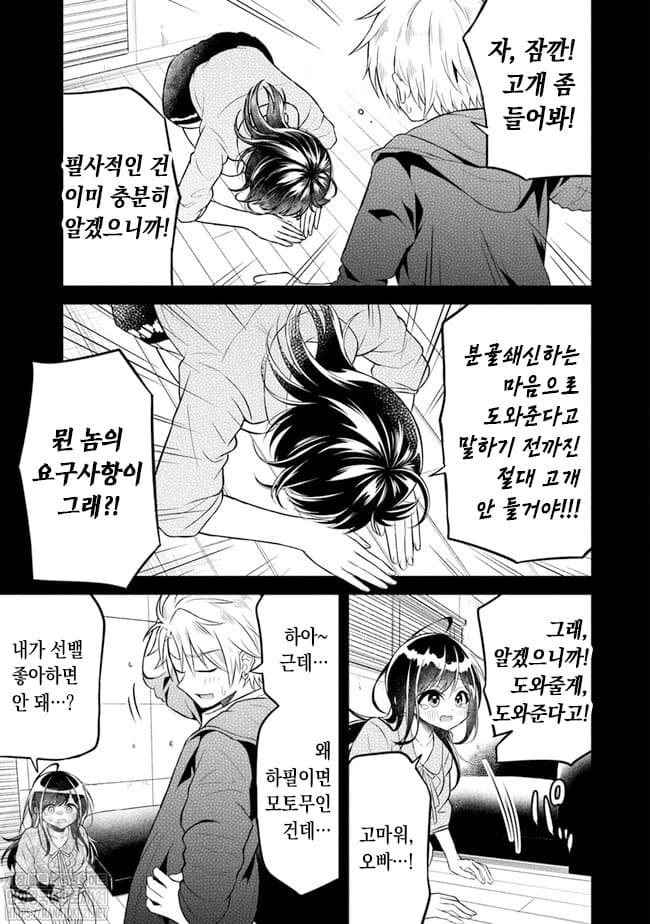 자, 잠깐!
고개 좀
들어봐!
필사적인 건
이미 충분히
알겠으니까!
분골쇄신하는
마음으로
도와준다고
말하기 전까진
절대 고개
안 들거야!!!
뭔 놈의
요구사항이
그래?!
그래,
알겠으니까!
도와줄게,
도와준다고!
고마워,
오빠…!
하아~
근데…
왜
하필이면
모토무인
건데…
내가 선밸
좋아하면
안 돼…?